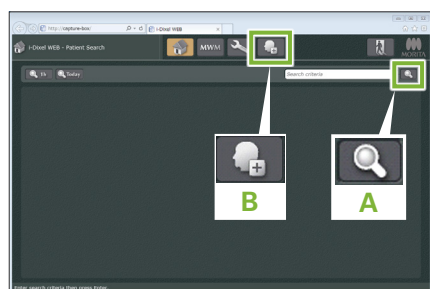 http://capture-box/
i-Dixel WEB
i-Dixel WEB - Patient Search
MWM
MORITA
1h
Today
Search criteria
B
A
Enter search criteria then press Enter.